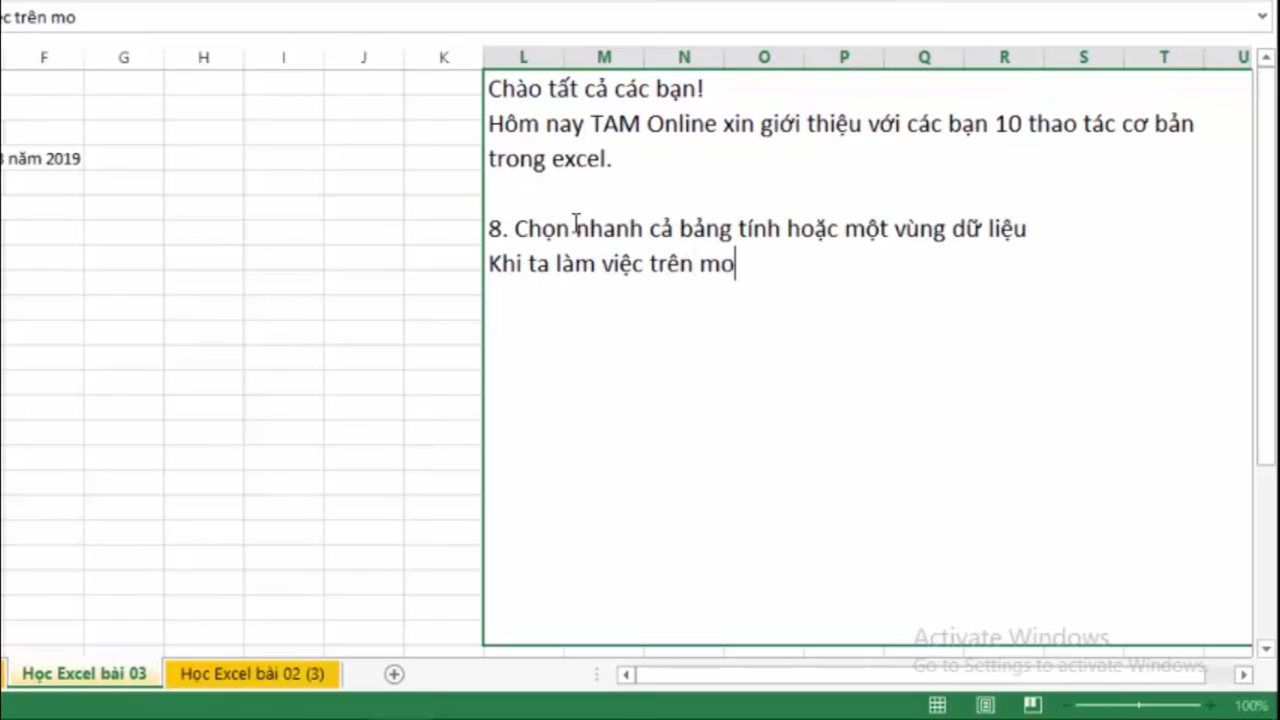 c trên mo
F G H I J K L M N O P Q R S T U
Chào tất cả các bạn!
Hôm nay TAM Online xin giới thiệu với các bạn 10 thao tác cơ bản
trong excel.
năm 2019
8. Chọn nhanh cả bảng tính hoặc một vùng dữ liệu
Khi ta làm việc trên mo
Activate Windows
Go to Settings to activate Windows.
Học Excel bài 03 Học Excel bài 02 (3)
100%